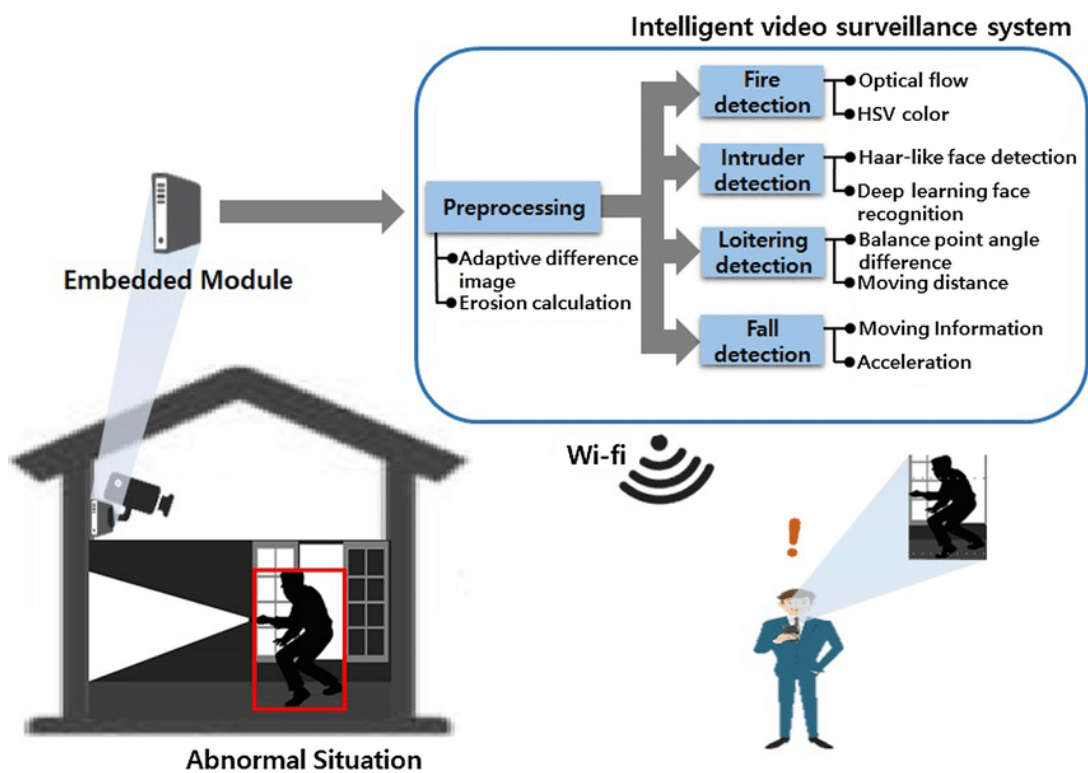 Intelligent video surveillance system
Fire
detection
Optical flow
HSV color
Intruder
detection
Haar-like face detection
Deep learning face
recognition
Preprocessing
Adaptive difference
image
Erosion calculation
Loitering
detection
Balance point angle
difference
Moving distance
Fall
detection
Moving Information
Acceleration
Embedded Module
Wi-fi
!
Abnormal Situation